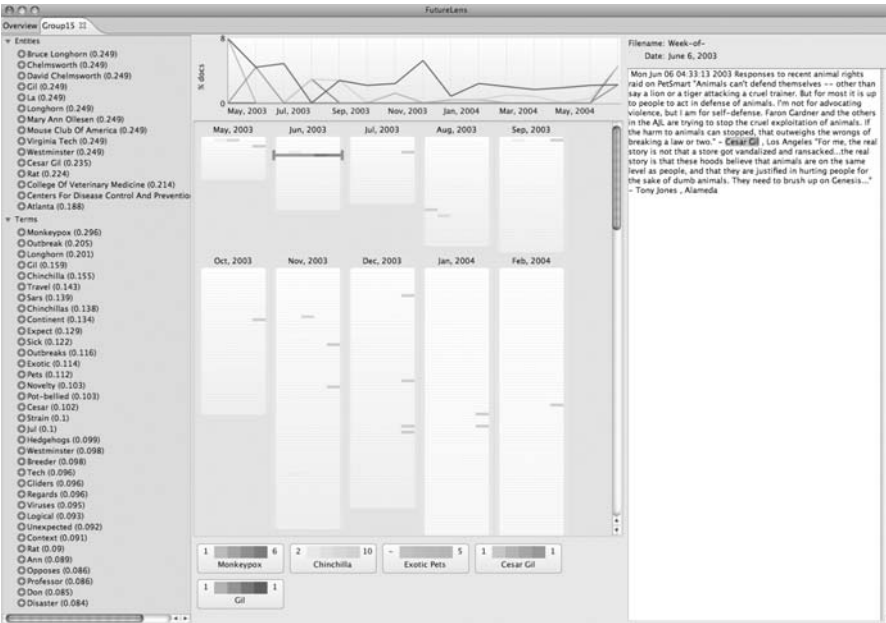 FutureLens
Overview
Group15
Entities
Bruce Longhorn (0.249)
Chelmsworth (0.249)
David Chelmsworth (0.249)
Gil (0.249)
La (0.249)
Longhorn (0.249)
Mary Ann Ollesen (0.249)
Mouse Club Of America (0.249)
Virginia Tech (0.249)
Westminster (0.249)
Cesar Gil (0.235)
Rat (0.224)
College Of Veterinary Medicine (0.214)
Centers For Disease Control And Preventio
Atlanta (0.188)
Terms
Monkeypox (0.296)
Outbreak (0.205)
Longhorn (0.201)
Gil (0.159)
Chinchilla (0.155)
Travel (0.143)
Sars (0.139)
Chinchillas (0.138)
Continent (0.134)
Expect (0.129)
Sick (0.122)
Outbreaks (0.116)
Exotic (0.114)
Pets (0.112)
Novelty (0.103)
Pot-bellied (0.103)
Cesar (0.102)
Strain (0.1)
Jul (0.1)
Hedgehogs (0.099)
Westminster (0.098)
Breeder (0.098)
Tech (0.096)
Gliders (0.096)
Regards (0.096)
Viruses (0.095)
Logical (0.093)
Unexpected (0.092)
Context (0.091)
Rat (0.09)
Ann (0.089)
Opposes (0.086)
Professor (0.086)
Don (0.085)
Disaster (0.084)
8
% docs
0
May, 2003 Jul, 2003 Sep, 2003 Nov, 2003 Jan, 2004 Mar, 2004 May, 2004
May, 2003 Jun, 2003 Jul, 2003 Aug, 2003 Sep, 2003
Oct, 2003 Nov, 2003 Dec, 2003 Jan, 2004 Feb, 2004
1 6
Monkeypox
2 10
Chinchilla
- 5
Exotic Pets
1 1
Cesar Gil
1 1
Gil
Filename: Week-of-
Date: June 6, 2003
Mon Jun 06 04:33:13 2003 Responses to recent animal rights
raid on PetSmart "Animals can't defend themselves -- other than
say a lion or a tiger attacking a cruel trainer. But for most it is up
to people to act in defense of animals. I'm not for advocating
violence, but I am for self-defense. Faron Gardner and the others
in the AJL are trying to stop the cruel exploitation of animals. If
the harm to animals can stopped, that outweighs the wrongs of
breaking a law or two." - Cesar Gil , Los Angeles "For me, the real
story is not that a store got vandalized and ransacked...the real
story is that these hoods believe that animals are on the same
level as people, and that they are justified in hurting people for
the sake of dumb animals. They need to brush up on Genesis..."
- Tony Jones , Alameda